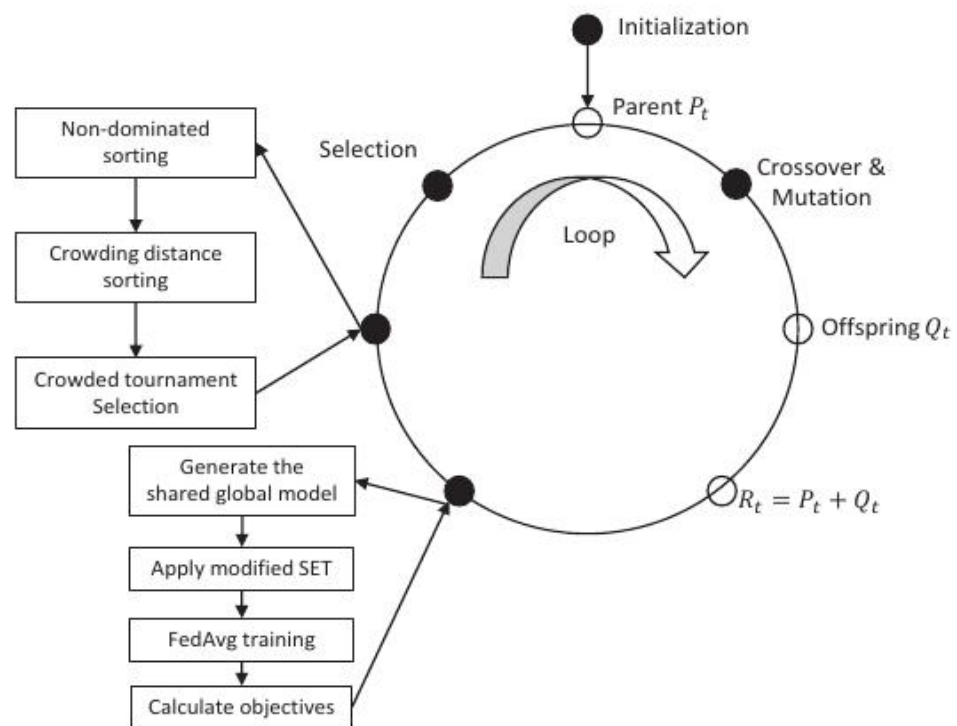 Initialization
Parent P_t
Selection
Crossover &
Mutation
Loop
Offspring Q_t
R_t = P_t + Q_t
Non-dominated
sorting
Crowding distance
sorting
Crowded tournament
Selection
Generate the
shared global model
Apply modified SET
FedAvg training
Calculate objectives